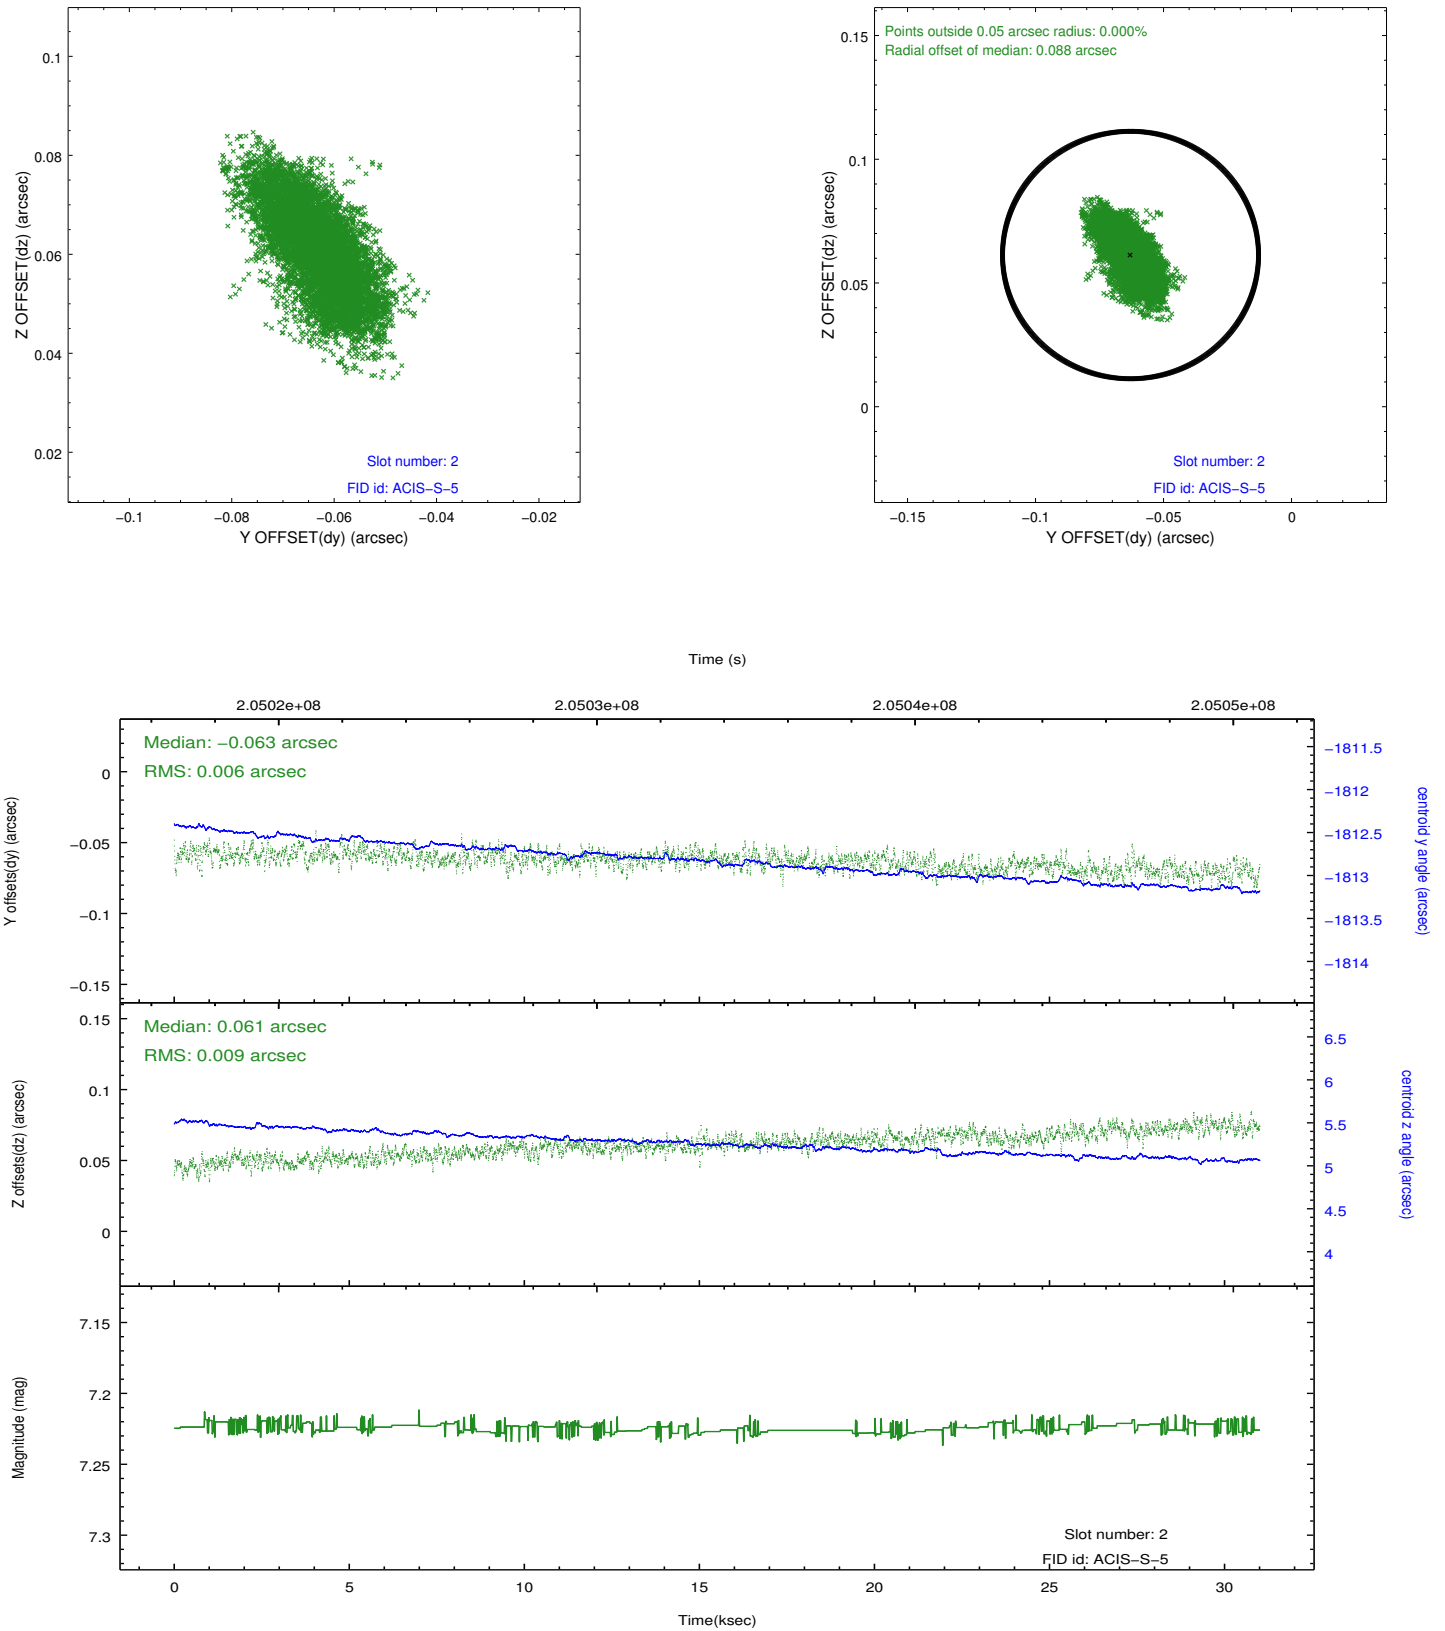 0.1
0.08
0.06
0.04
0.02
Z OFFSET(dz) (arcsec)
Slot number: 2
FID id: ACIS−S−5
−0.1
−0.08
−0.06
−0.04
−0.02
Y OFFSET(dy) (arcsec)
Points outside 0.05 arcsec radius: 0.000%
Radial offset of median: 0.088 arcsec
0.15
0.1
0.05
0
Z OFFSET(dz) (arcsec)
Slot number: 2
FID id: ACIS−S−5
−0.15
−0.1
−0.05
0
Y OFFSET(dy) (arcsec)
Time (s)
2.0502e+08
2.0503e+08
2.0504e+08
2.0505e+08
Median: −0.063 arcsec
RMS: 0.006 arcsec
0
−0.05
−0.1
−0.15
Y offsets(dy) (arcsec)
−1811.5
−1812
−1812.5
−1813
−1813.5
−1814
centroid y angle (arcsec)
Median: 0.061 arcsec
RMS: 0.009 arcsec
0.15
0.1
0.05
0
Z offsets(dz) (arcsec)
6.5
6
5.5
5
4.5
4
centroid z angle (arcsec)
7.15
7.2
7.25
7.3
Magnitude (mag)
Slot number: 2
FID id: ACIS−S−5
0
5
10
15
20
25
30
Time(ksec)